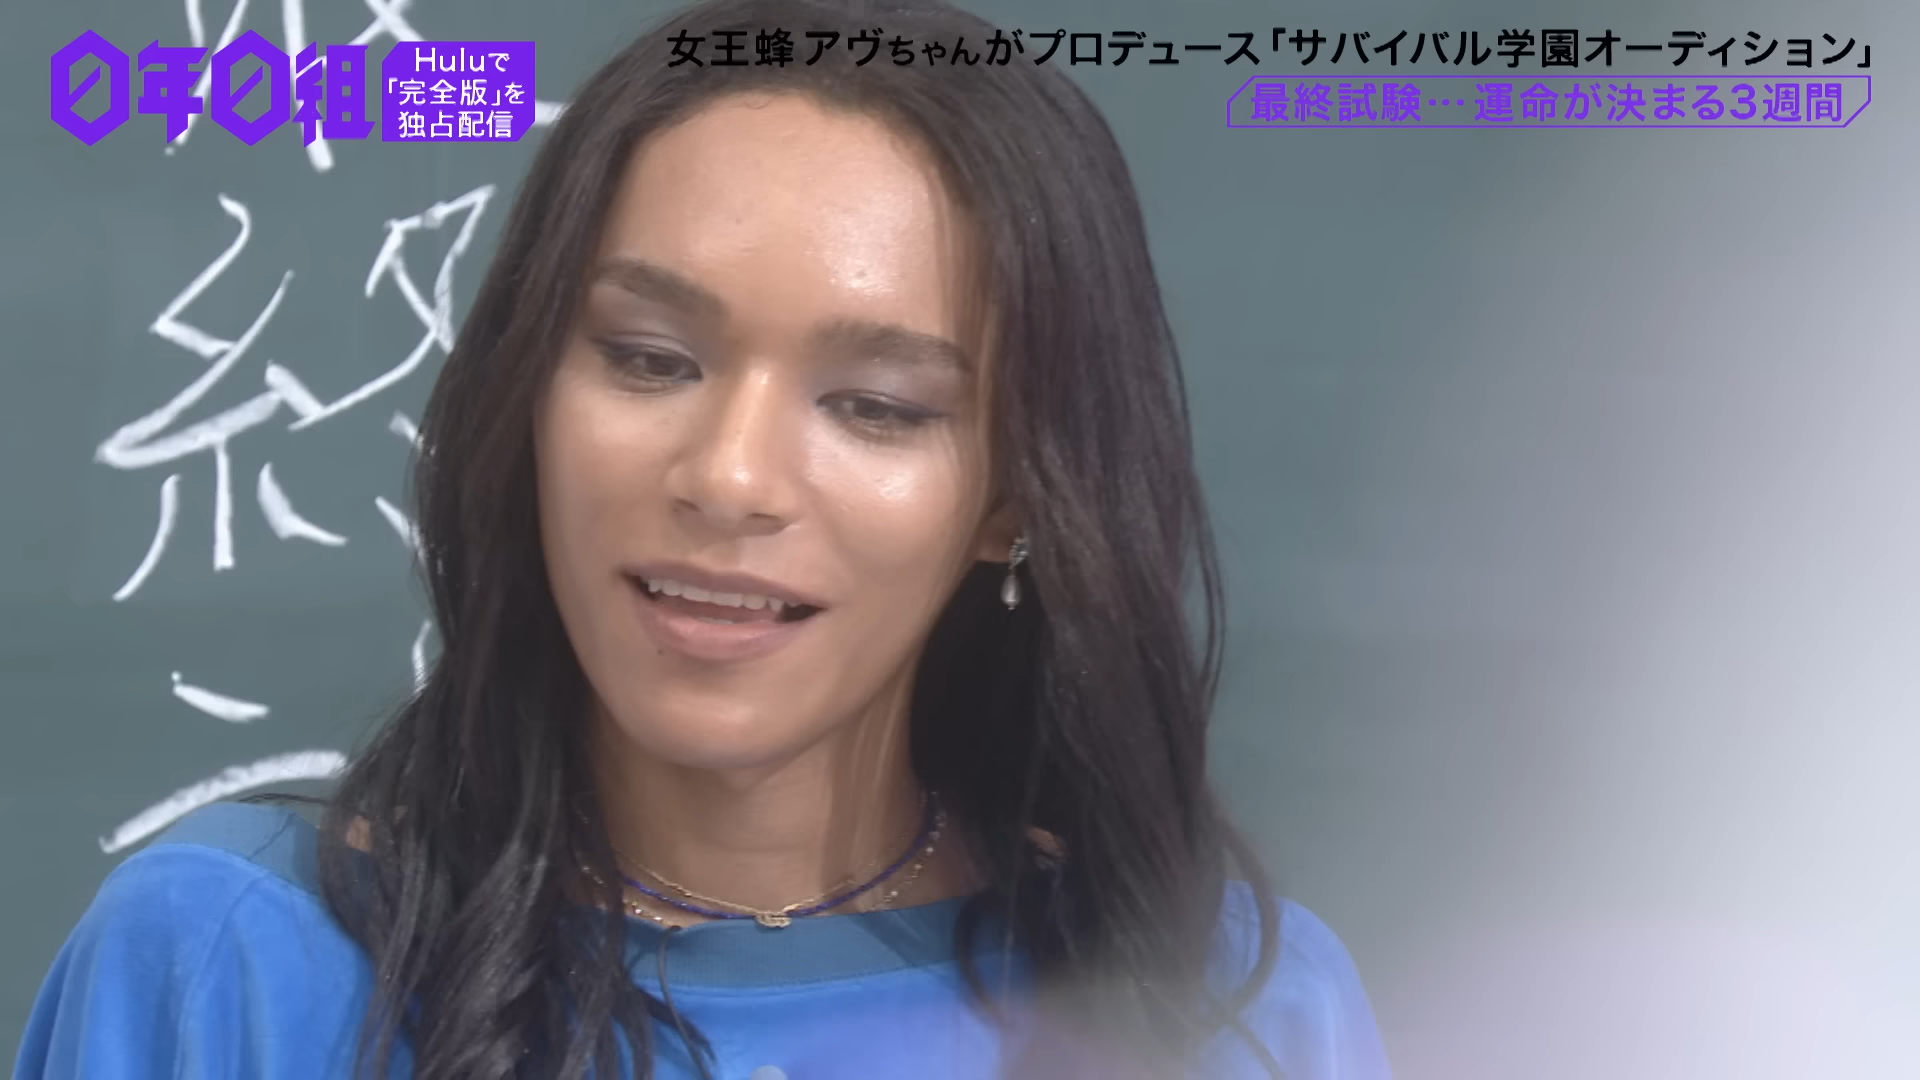 0年0組
Huluで
「完全版」を
独占配信
女王蜂アヴちゃんがプロデュース「サバイバル学園オーディション」
最終試験…運命が決まる3週間
終